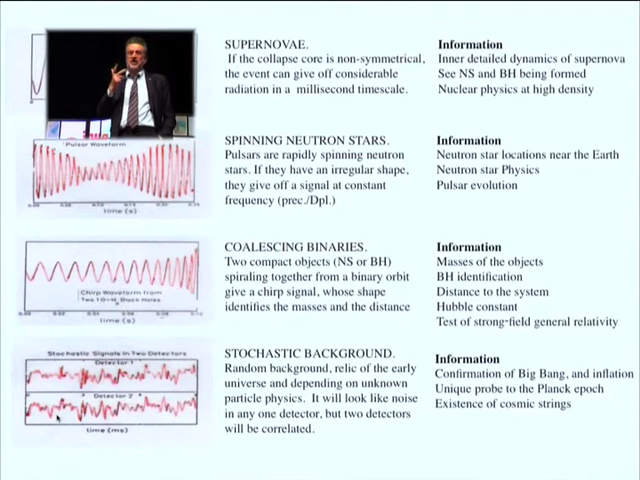 SUPERNOVAE.
If the collapse core is non-symmetrical,
the event can give off considerable
radiation in a millisecond timescale.
Information
Inner detailed dynamics of supernova
See NS and BH being formed
Nuclear physics at high density
Pulsar Waveform
time (s)
SPINNING NEUTRON STARS.
Pulsars are rapidly spinning neutron
stars. If they have an irregular shape,
they give off a signal at constant
frequency (prec./Dpl.)
Information
Neutron star locations near the Earth
Neutron star Physics
Pulsar evolution
Chirp Waveform from
Two 10-M Black Holes
time (s)
COALESCING BINARIES.
Two compact objects (NS or BH)
spiraling together from a binary orbit
give a chirp signal, whose shape
identifies the masses and the distance
Information
Masses of the objects
BH identification
Distance to the system
Hubble constant
Test of strong-field general relativity
Stochastic Signals in Two Detectors
Detector 1
Detector 2
time (ms)
STOCHASTIC BACKGROUND.
Random background, relic of the early
universe and depending on unknown
particle physics. It will look like noise
in any one detector, but two detectors
will be correlated.
Information
Confirmation of Big Bang, and inflation
Unique probe to the Planck epoch
Existence of cosmic strings